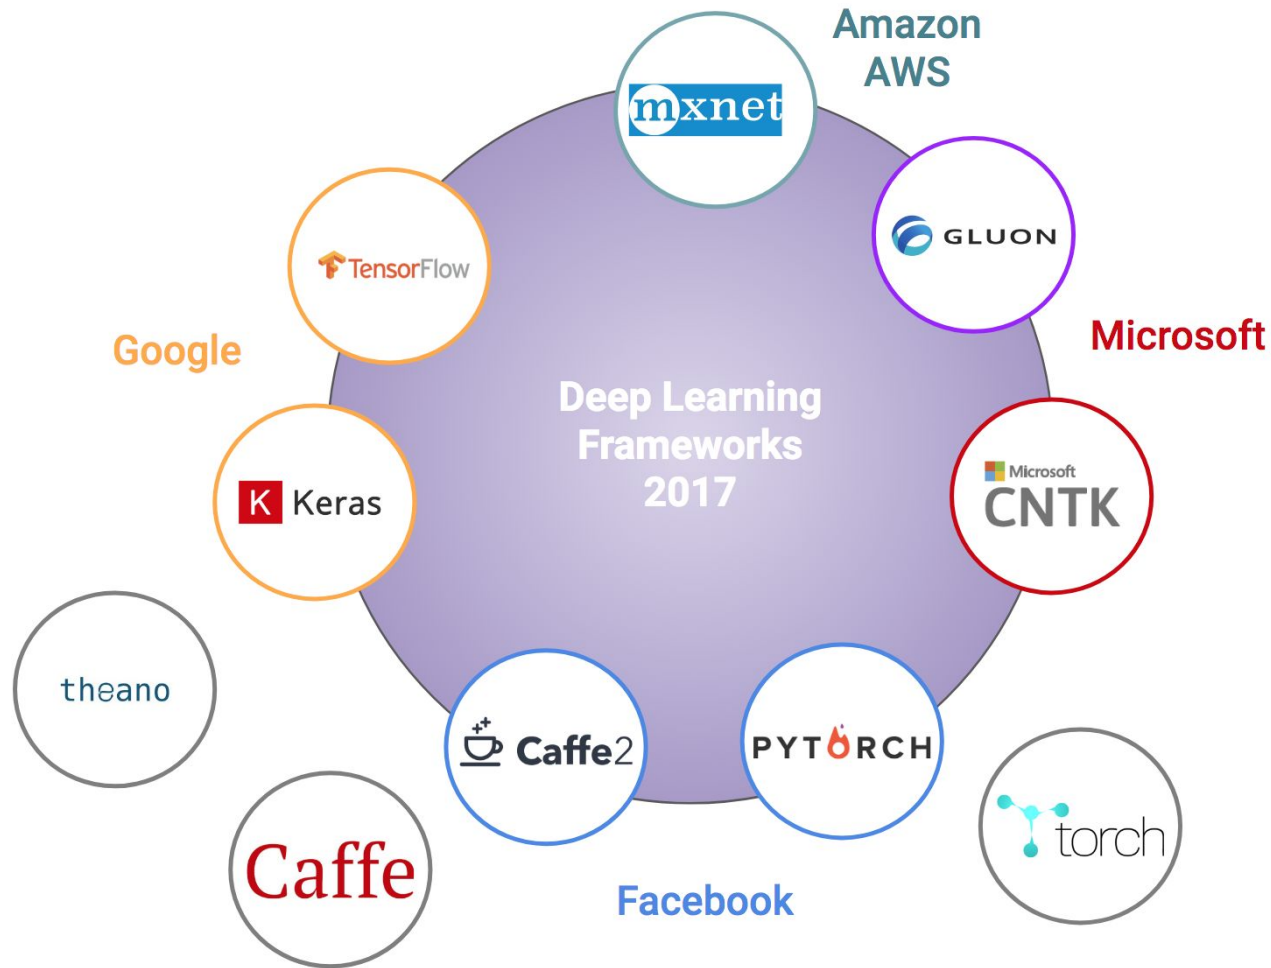 Amazon
AWS
mxnet
GLUON
TensorFlow
Google
Microsoft
Deep Learning
Frameworks
2017
K Keras
Microsoft
CNTK
theano
Caffe2
PYTORCH
torch
Caffe
Facebook